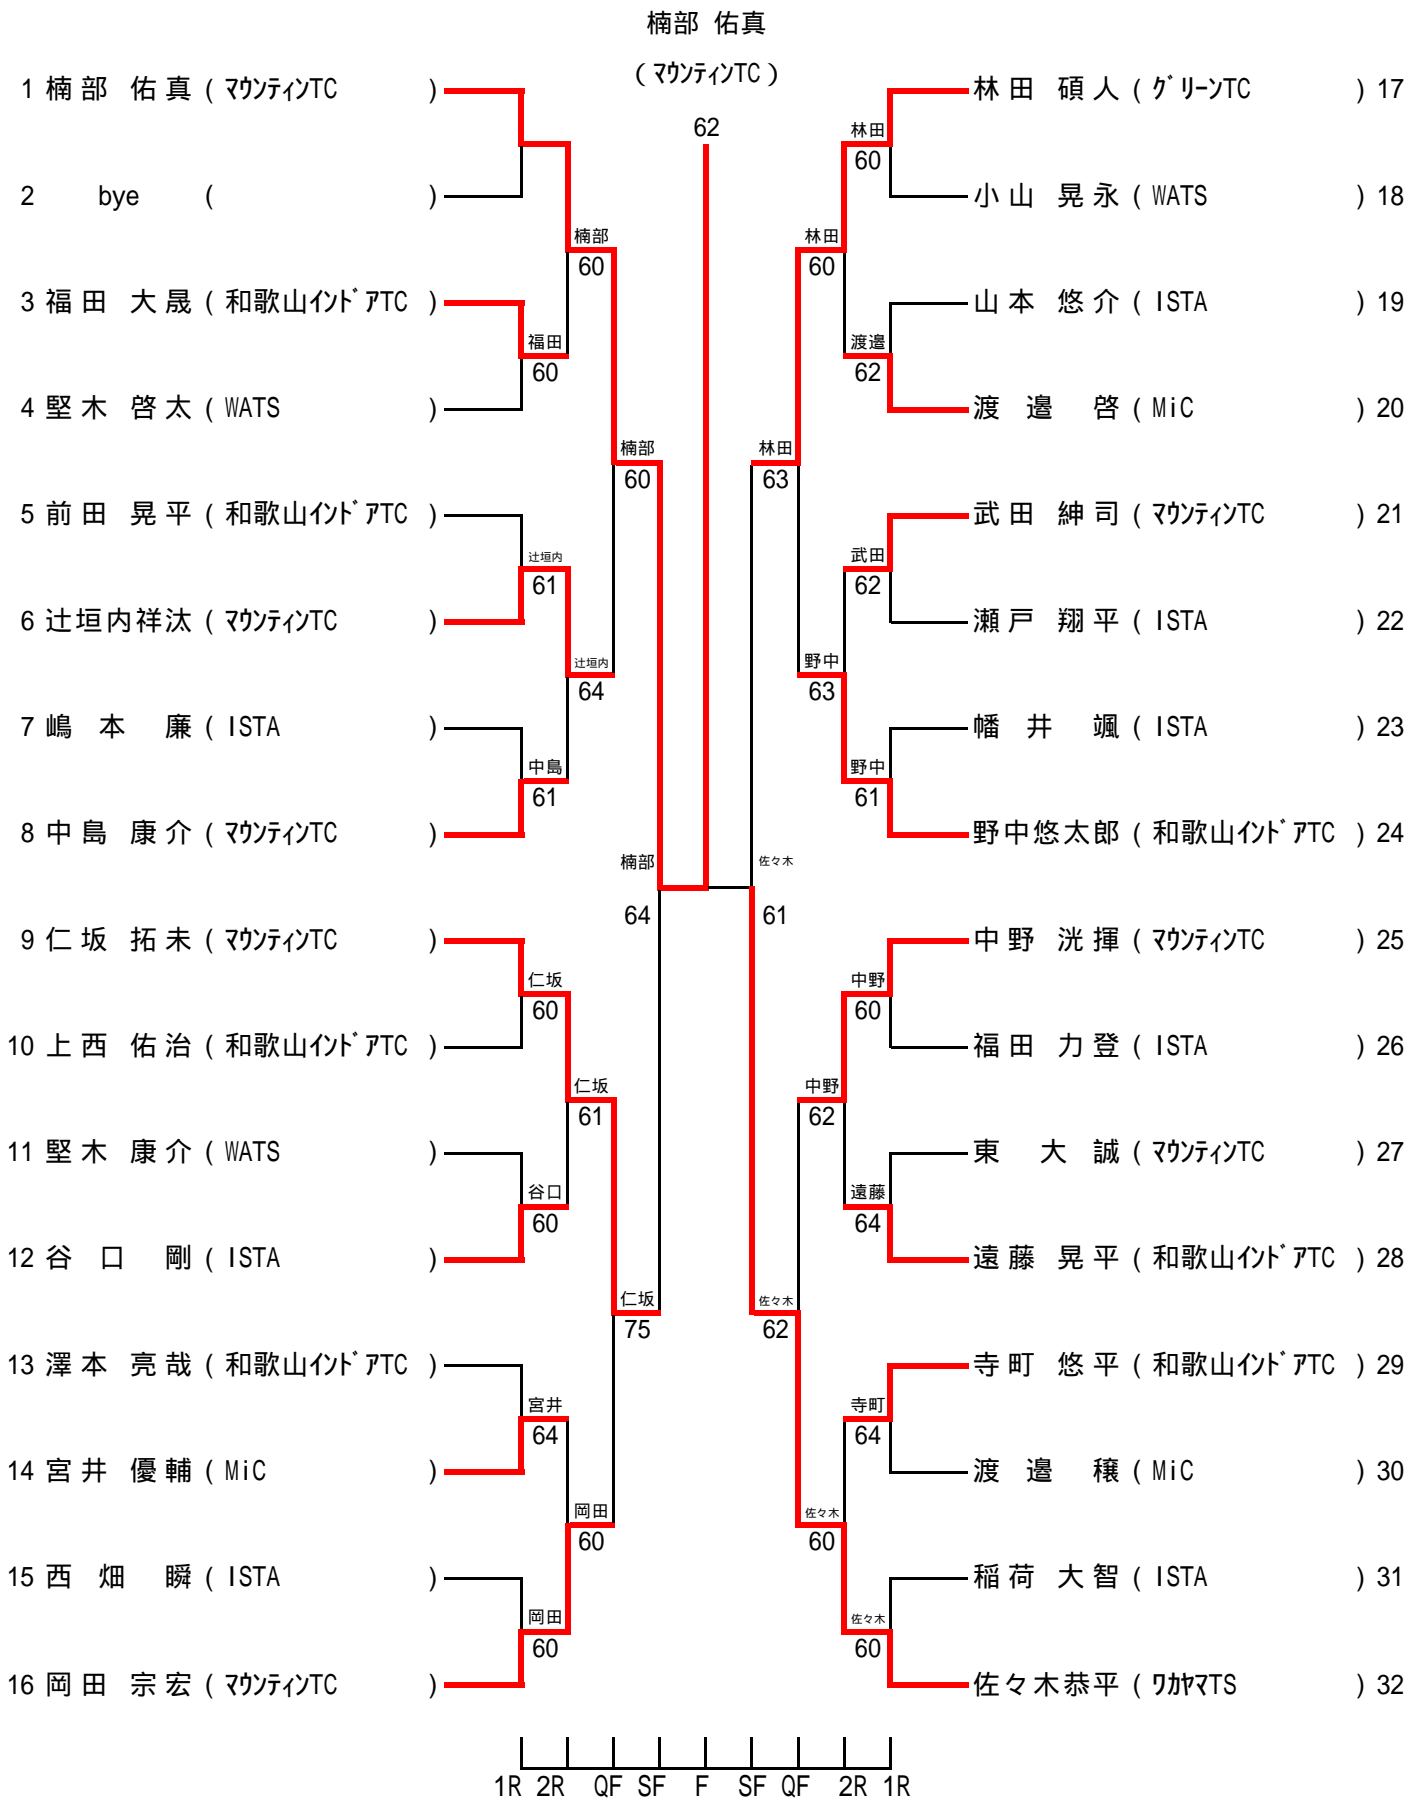 楠部 佑真
(マウンティンTC)
62
1 楠部 佑真 (マウンティンTC)
2 bye ( )
楠部
60
3 福田 大晟 (和歌山インドアTC)
福田
60
4 堅木 啓太 (WATS)
楠部
60
5 前田 晃平 (和歌山インドアTC)
辻垣内
61
6 辻垣内祥汰 (マウンティンTC)
辻垣内
64
7 嶋本 廉 (ISTA)
中島
61
8 中島 康介 (マウンティンTC)
楠部
64
9 仁坂 拓未 (マウンティンTC)
仁坂
60
10 上西 佑治 (和歌山インドアTC)
仁坂
61
11 堅木 康介 (WATS)
谷口
60
12 谷口 剛 (ISTA)
仁坂
75
13 澤本 亮哉 (和歌山インドアTC)
宮井
64
14 宮井 優輔 (MiC)
岡田
60
15 西畑 瞬 (ISTA)
岡田
60
16 岡田 宗宏 (マウンティンTC)
林田 碩人 (グリーンTC) 17
林田
60
小山 晃永 (WATS) 18
林田
60
山本 悠介 (ISTA) 19
渡邉
62
渡邉 啓 (MiC) 20
林田
63
武田 紳司 (マウンティンTC) 21
武田
62
瀬戸 翔平 (ISTA) 22
野中
63
幡井 颯 (ISTA) 23
野中
61
野中悠太郎 (和歌山インドアTC) 24
佐々木
61
中野 洸揮 (マウンティンTC) 25
中野
60
福田 力登 (ISTA) 26
中野
62
東 大誠 (マウンティンTC) 27
遠藤
64
遠藤 晃平 (和歌山インドアTC) 28
佐々木
62
寺町 悠平 (和歌山インドアTC) 29
寺町
64
渡邉 穣 (MiC) 30
佐々木
60
稲荷 大智 (ISTA) 31
佐々木
60
佐々木恭平 (ワカヤマTS) 32
1R 2R QF SF F SF QF 2R 1R